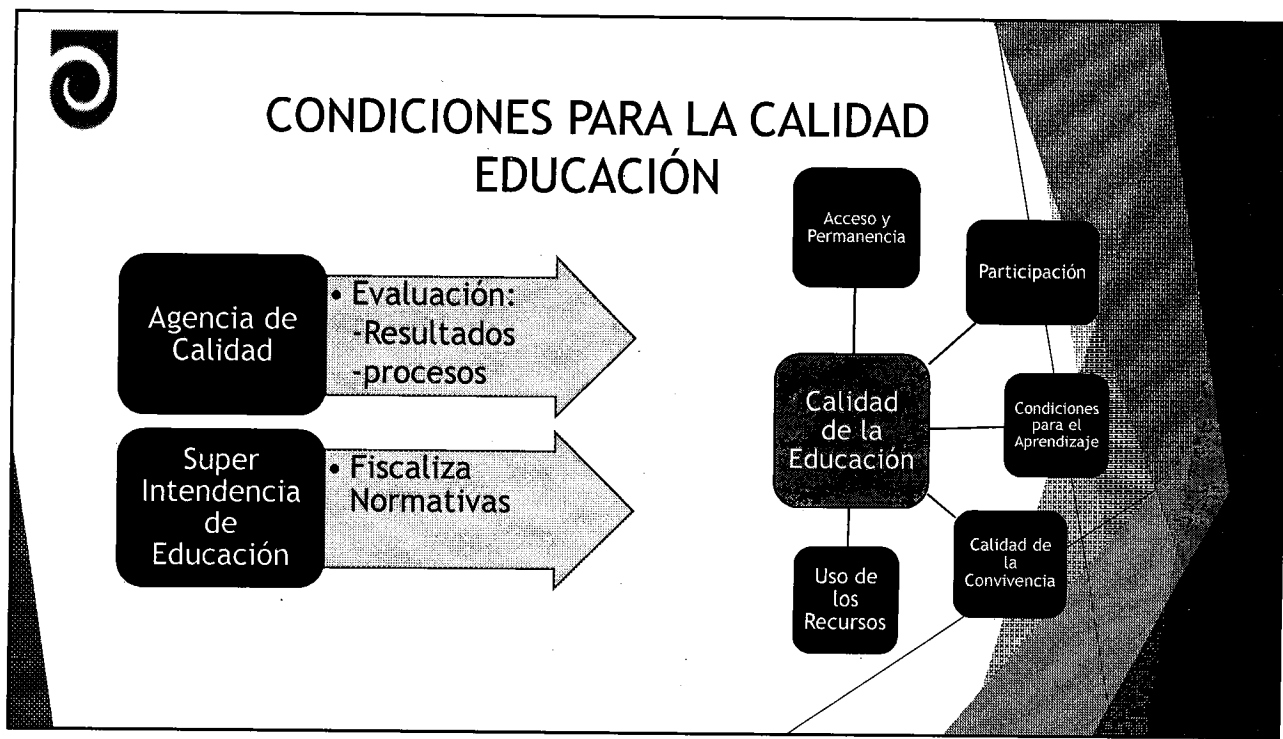 CONDICIONES PARA LA CALIDAD
EDUCACIÓN
Agencia de
Calidad
• Evaluación:
-Resultados
-procesos
Super
Intendencia
de
Educación
• Fiscaliza
Normativas
Acceso y
Permanencia
Participación
Calidad
de la
Educación
Condiciones
para el
Aprendizaje
Calidad de
la
Convivencia
Uso de
los
Recursos